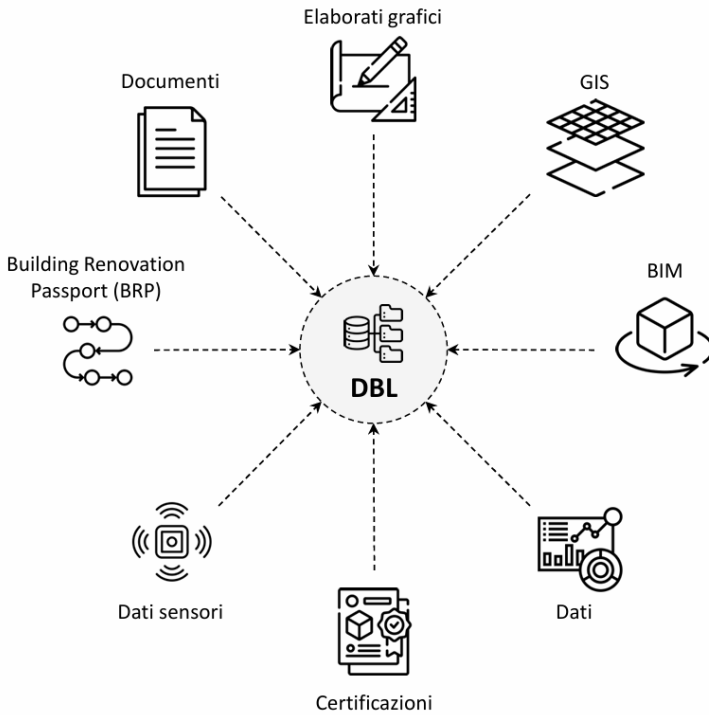 Elaborati grafici
Documenti
GIS
Building Renovation
Passport (BRP)
BIM
DBL
Dati sensori
Dati
Certificazioni